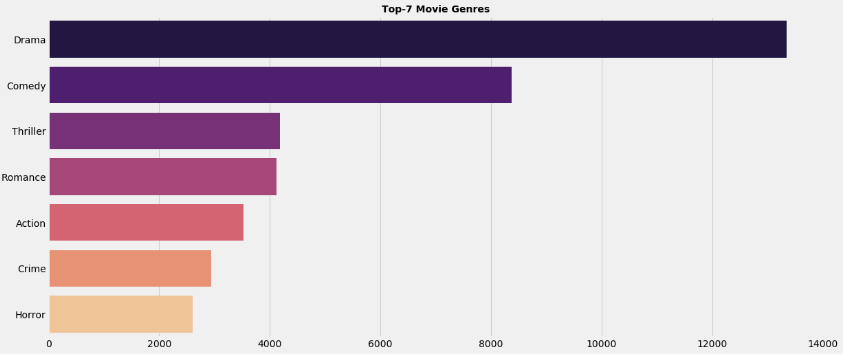 Top-7 Movie Genres
Drama
Comedy
Thriller
Romance
Action
Crime
Horror
0 2000 4000 6000 8000 10000 12000 14000